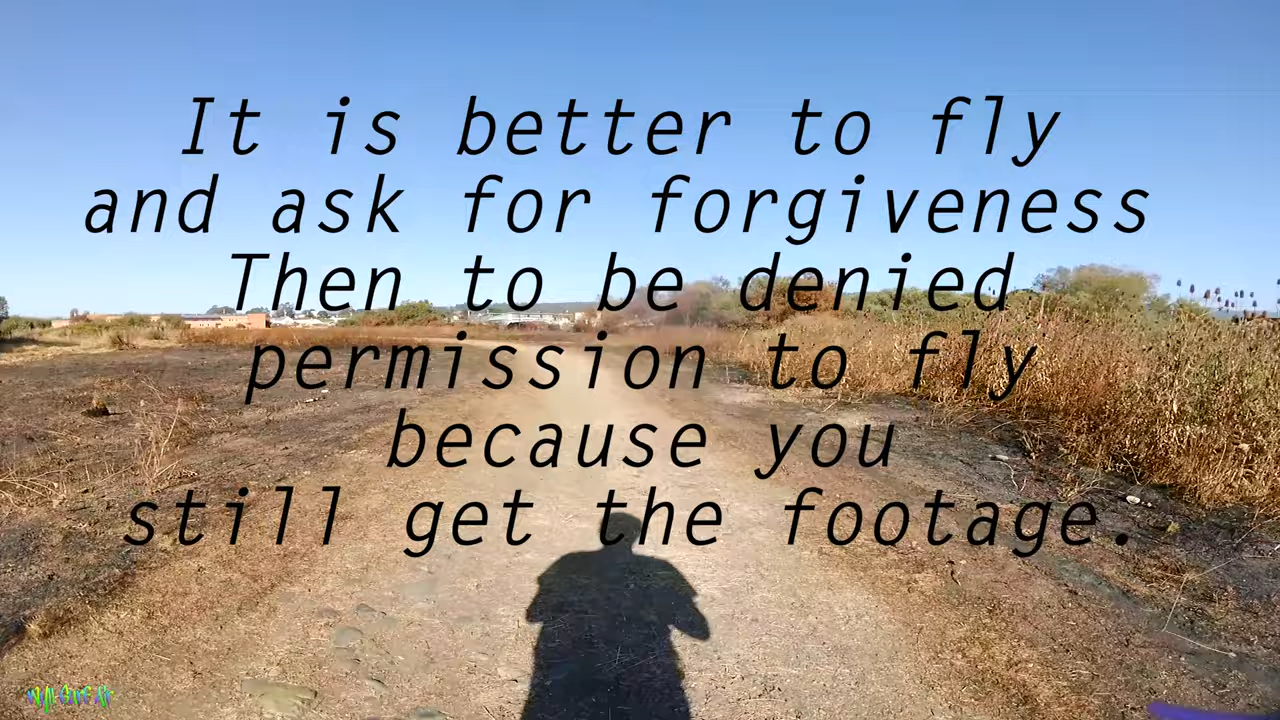 It is better to fly
and ask for forgiveness
Then to be denied
permission to fly
because you
still get the footage.